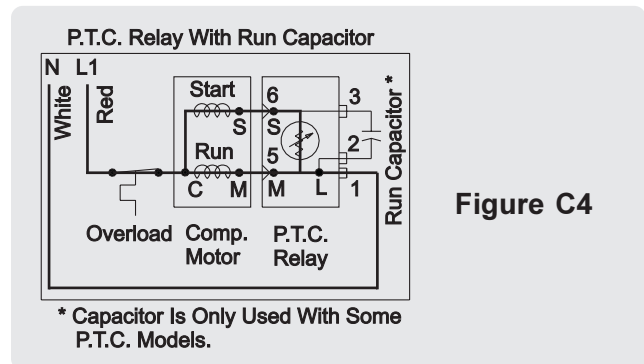 P.T.C. Relay With Run Capacitor
N L1
White
Red
Start
Run
S
C
M
6
S
5
M
L
3
2
1
Run Capacitor *
Overload
Comp.
Motor
P.T.C.
Relay
Figure C4
* Capacitor Is Only Used With Some
P.T.C. Models.